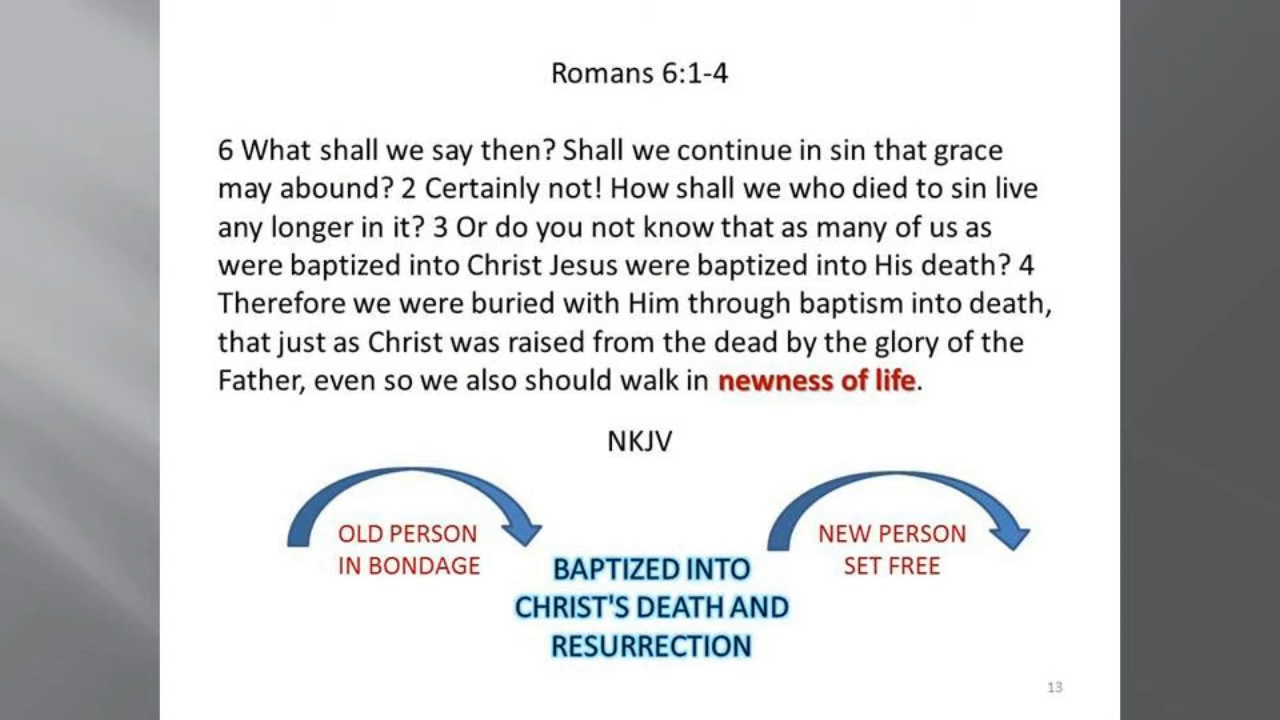 Romans 6:1-4
6 What shall we say then? Shall we continue in sin that grace
may abound? 2 Certainly not! How shall we who died to sin live
any longer in it? 3 Or do you not know that as many of us as
were baptized into Christ Jesus were baptized into His death? 4
Therefore we were buried with Him through baptism into death,
that just as Christ was raised from the dead by the glory of the
Father, even so we also should walk in newness of life.
NKJV
OLD PERSON
IN BONDAGE
BAPTIZED INTO
CHRIST'S DEATH AND
RESURRECTION
NEW PERSON
SET FREE
13